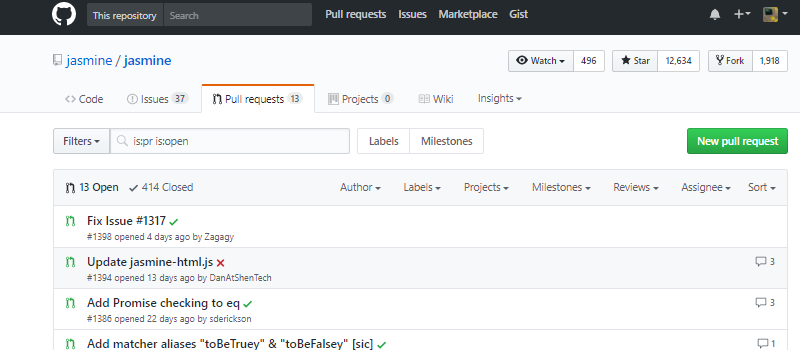 This repository Search Pull requests Issues Marketplace Gist
jasmine / jasmine Watch 496 Star 12,634 Fork 1,918
Code Issues 37 Pull requests 13 Projects 0 Wiki Insights
Filters is:pr is:open Labels Milestones New pull request
13 Open 414 Closed Author Labels Projects Milestones Reviews Assignee Sort
Fix Issue #1317
#1398 opened 4 days ago by Zagagy
Update jasmine-html.js 3
#1394 opened 13 days ago by DanAtShenTech
Add Promise checking to eq 3
#1386 opened 22 days ago by sderickson
Add matcher aliases "toBeTruey" & "toBeFalsey" [sic] 1